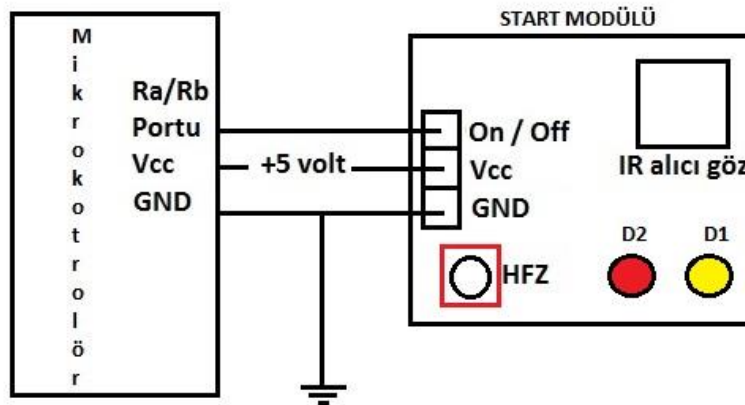 START MODÜLÜ
Mikrokotrolör
Ra/Rb
Portu
Vcc
GND
+5 volt
On / Off
Vcc
GND
IR alıcı göz
HFZ
D2
D1